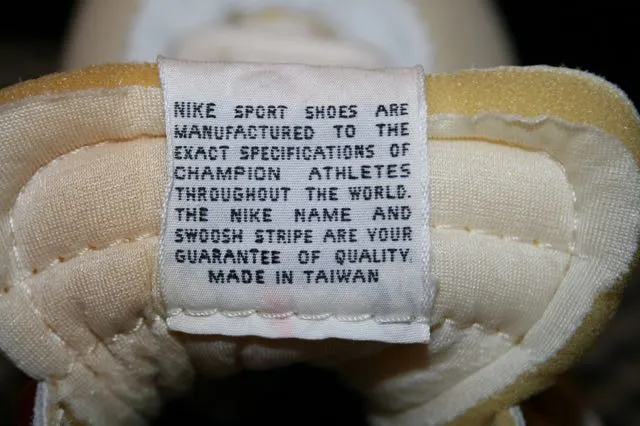 NIKE SPORT SHOES ARE
MANUFACTURED TO THE
EXACT SPECIFICATIONS OF
CHAMPION ATHLETES
THROUGHOUT THE WORLD.
THE NIKE NAME AND
SWOOSH STRIPE ARE YOUR
GUARANTEE OF QUALITY.
MADE IN TAIWAN